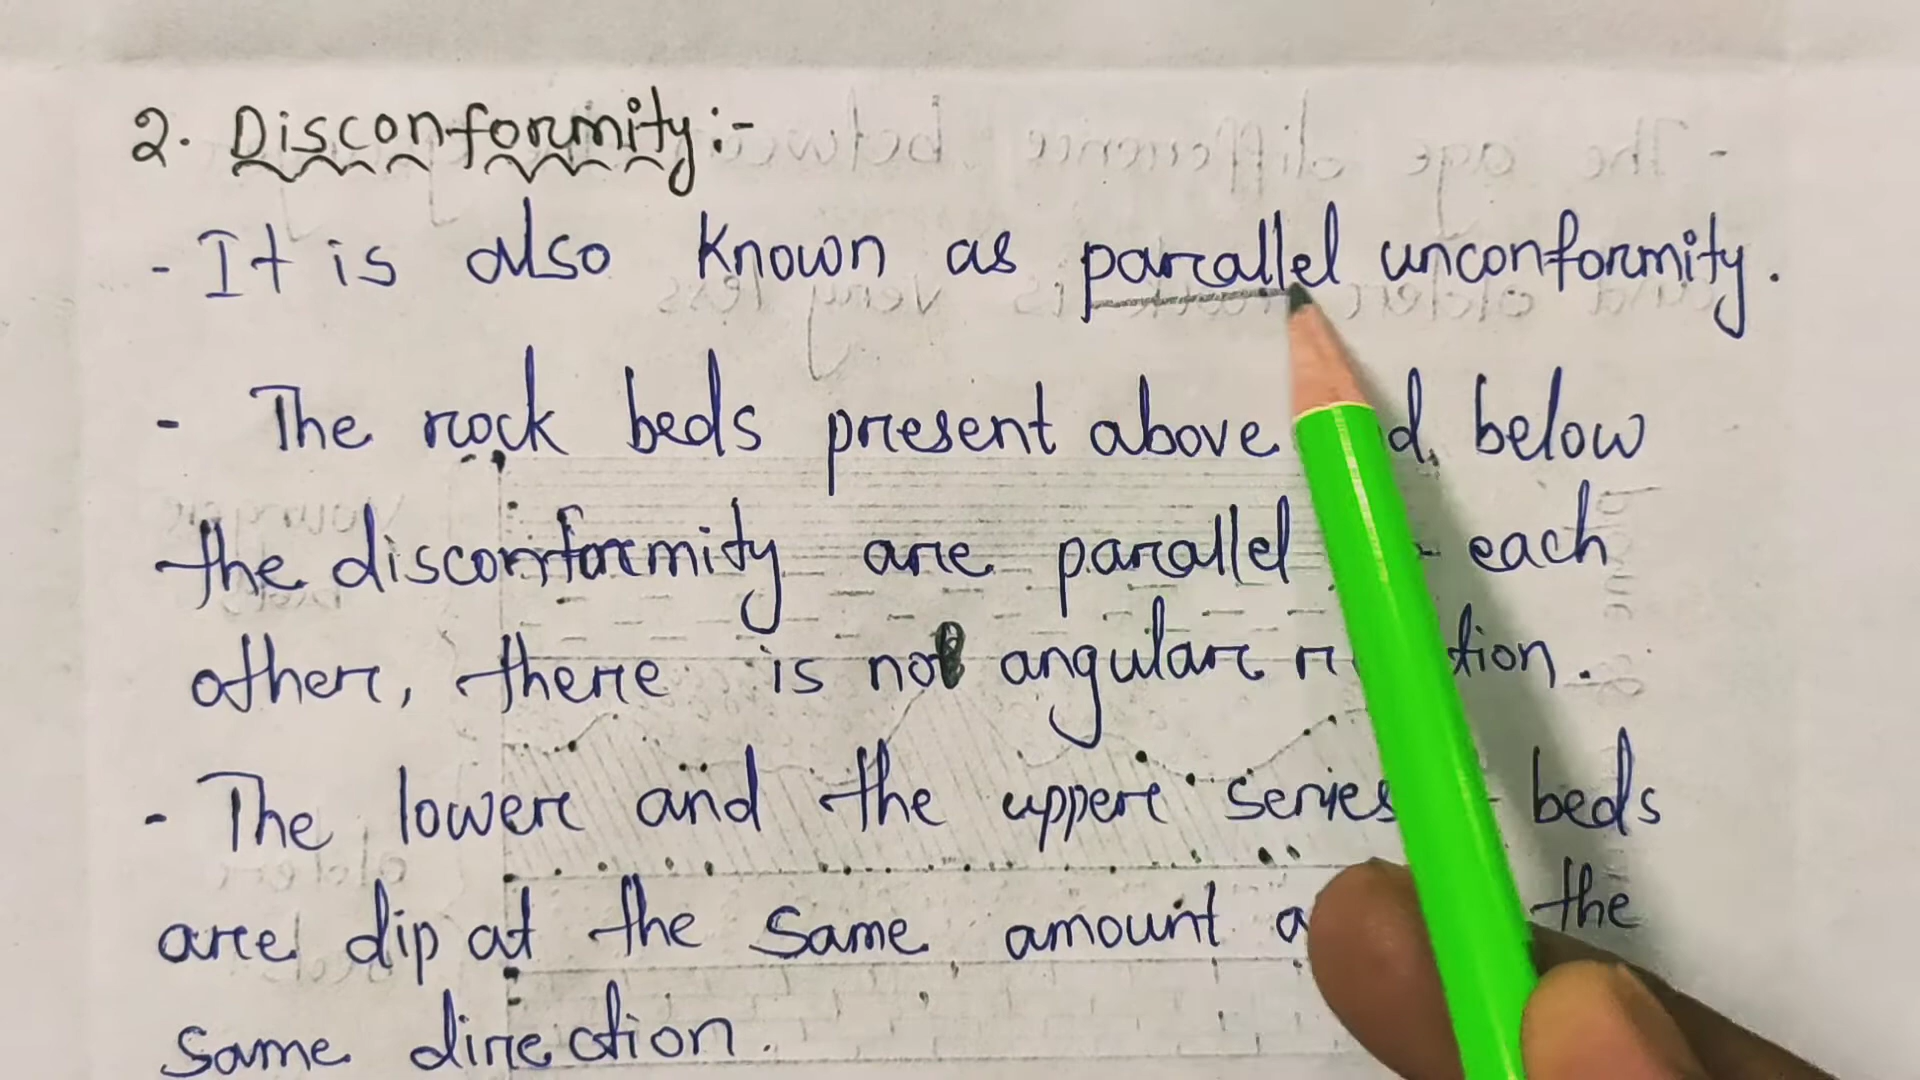 2. Disconformity:-
- It is also known as parallel unconformity.
- The rock beds present above d, below
the disconformity are parallel each
other, there is no angular tion.
- The lower and the upper series beds
are dip at the same amount the
same direction.